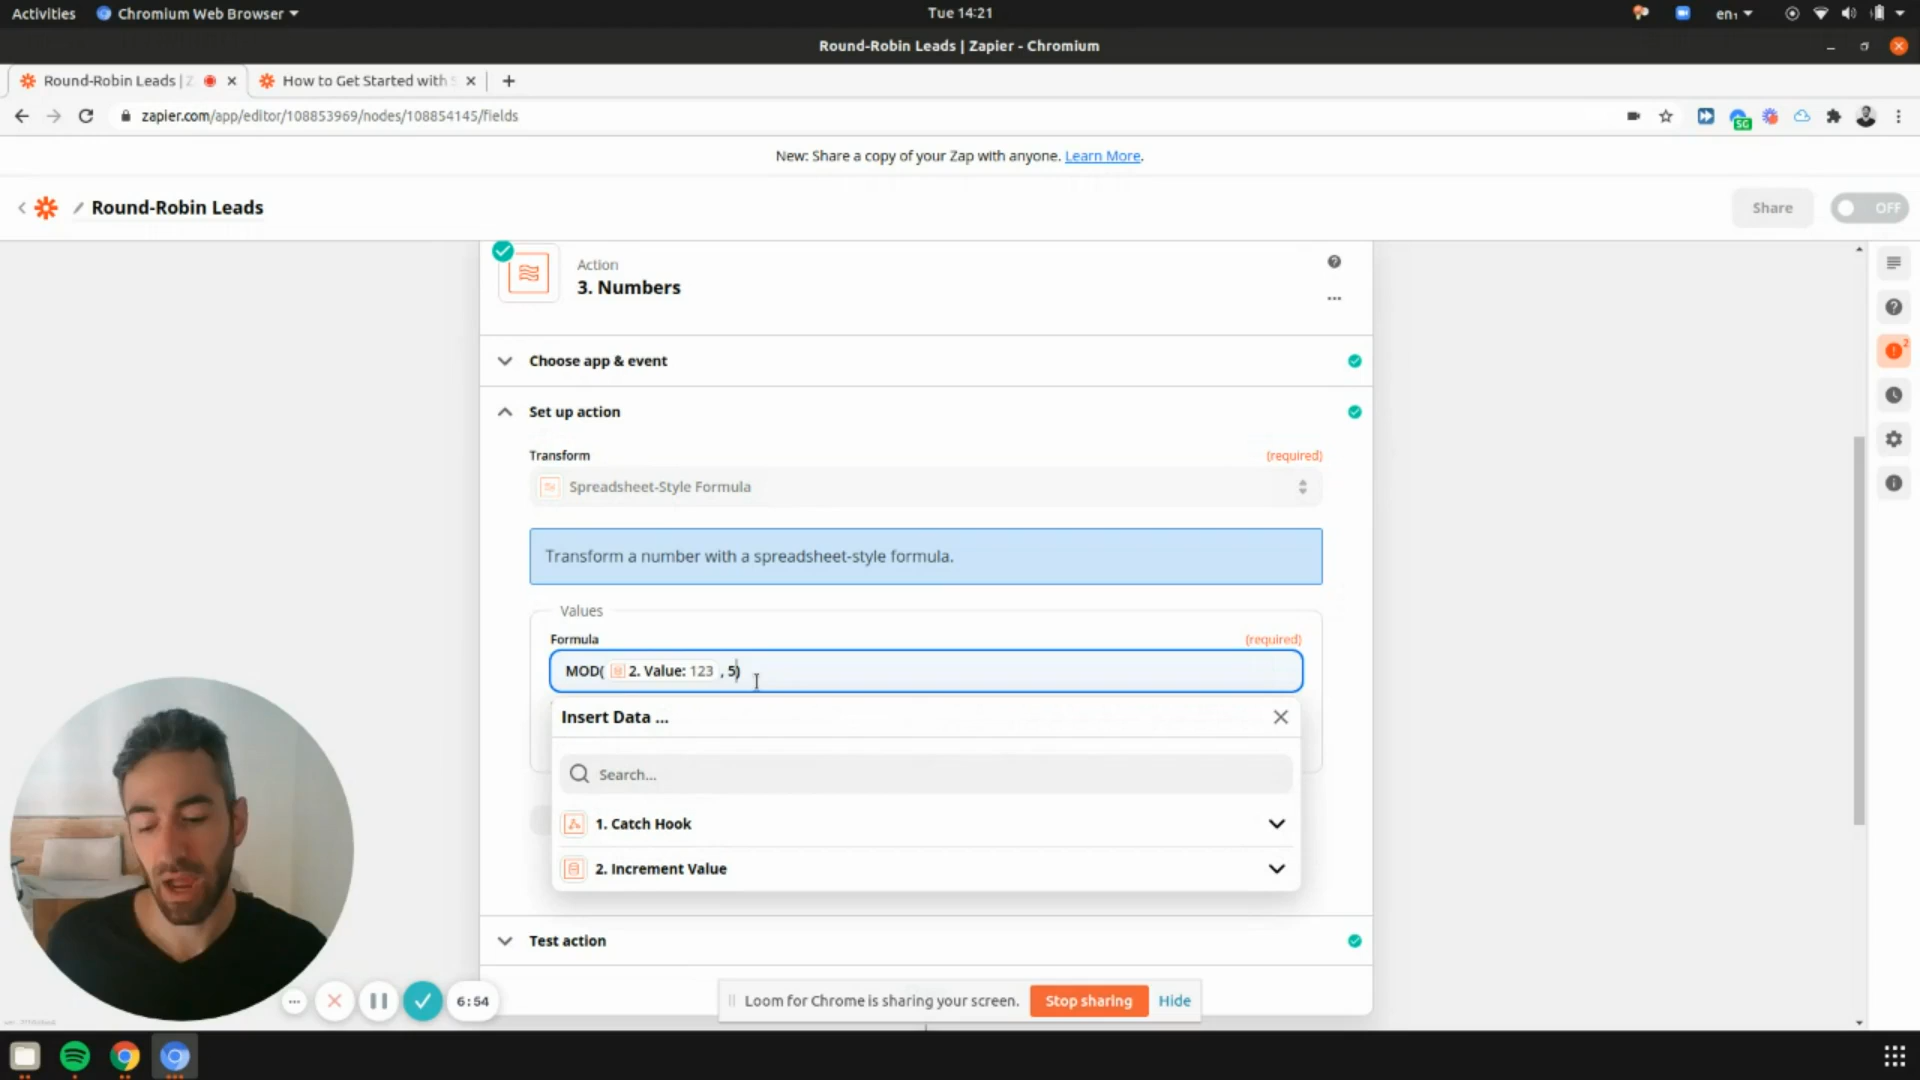 Activities
Chromium Web Browser
Tue 14:21
en₁
Round-Robin Leads | Zapier - Chromium
Round-Robin Leads | Z
How to Get Started with S
zapier.com/app/editor/108853969/nodes/108854145/fields
SG
New: Share a copy of your Zap with anyone. Learn More.
Round-Robin Leads
Share
OFF
Action
3. Numbers
2
Choose app & event
Set up action
Transform
(required)
Spreadsheet-Style Formula
Transform a number with a spreadsheet-style formula.
Values
Formula
(required)
MOD( 2. Value: 123 , 5)
Insert Data ...
Search...
1. Catch Hook
2. Increment Value
Test action
6:54
Loom for Chrome is sharing your screen.
Stop sharing
Hide